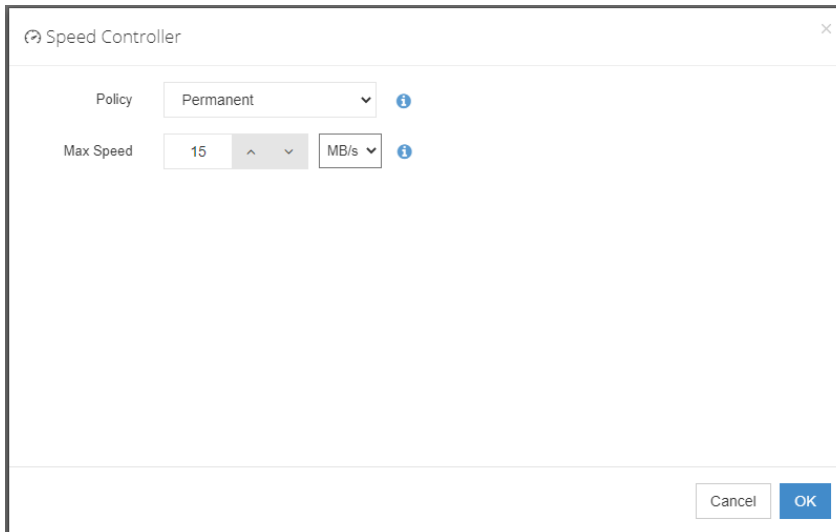 Speed Controller
Policy Permanent
Max Speed 15 MB/s
Cancel OK